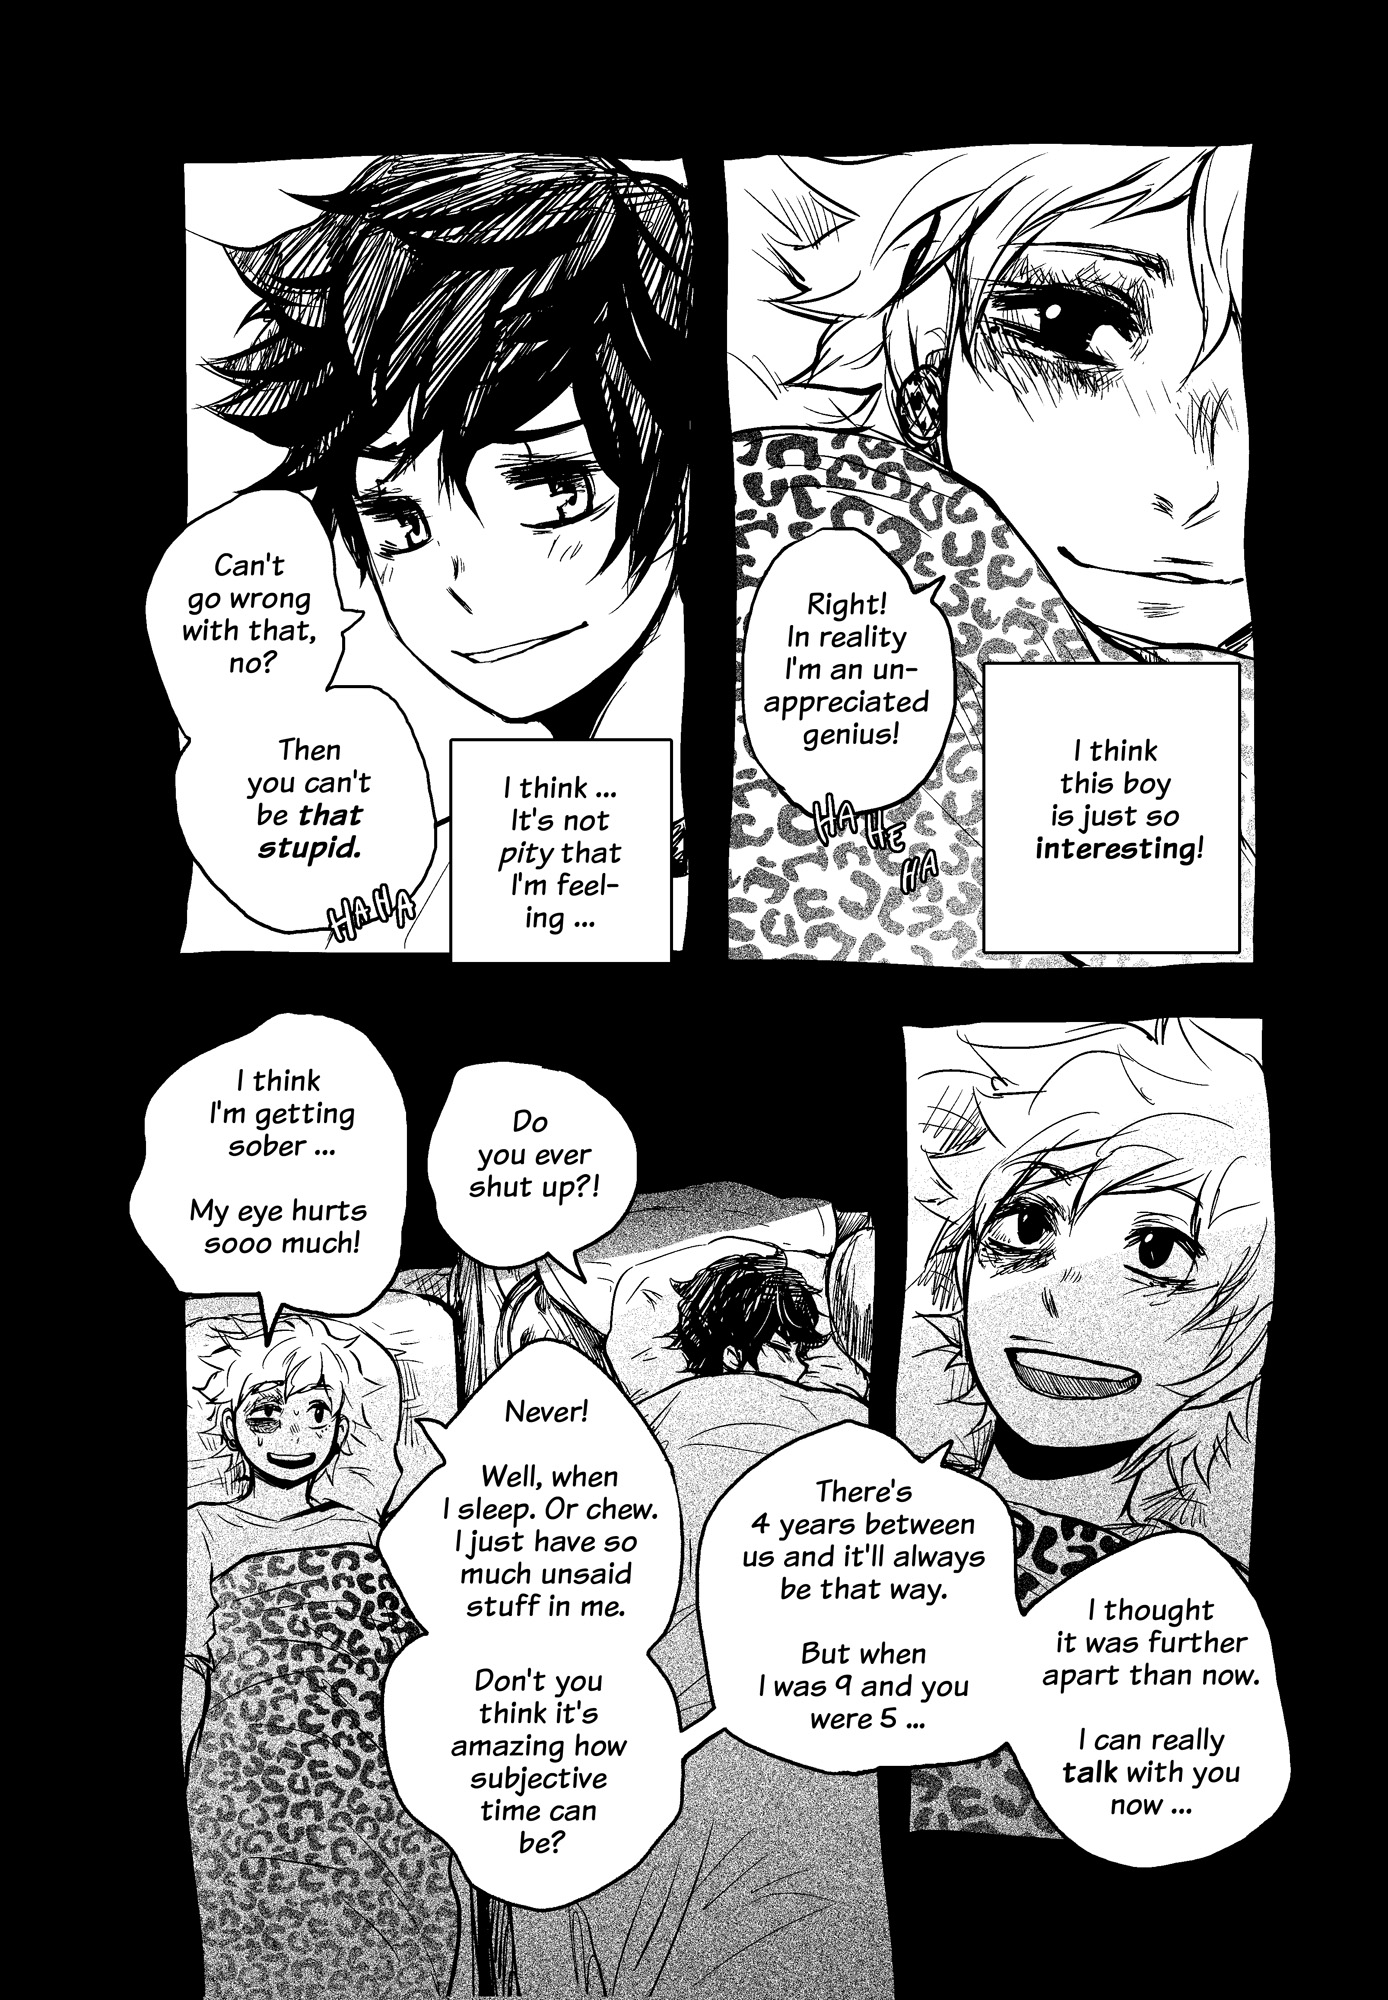 Can't
go wrong
with that,
no?
Then
you can't
be that
stupid.
HAHA
I think ...
It's not
pity that
I'm feel-
ing ...
Right!
In reality
I'm an un-
appreciated
genius!
HA
HE
HA
I think
this boy
is just so
interesting!
I think
I'm getting
sober ...
My eye hurts
sooo much!
Do
you ever
shut up?!
Never!
Well, when
I sleep. Or chew.
I just have so
much unsaid
stuff in me.
Don't you
think it's
amazing how
subjective
time can
be?
There's
4 years between
us and it'll always
be that way.
But when
I was 9 and you
were 5 ...
I thought
it was further
apart than now.
I can really
talk with you
now ...